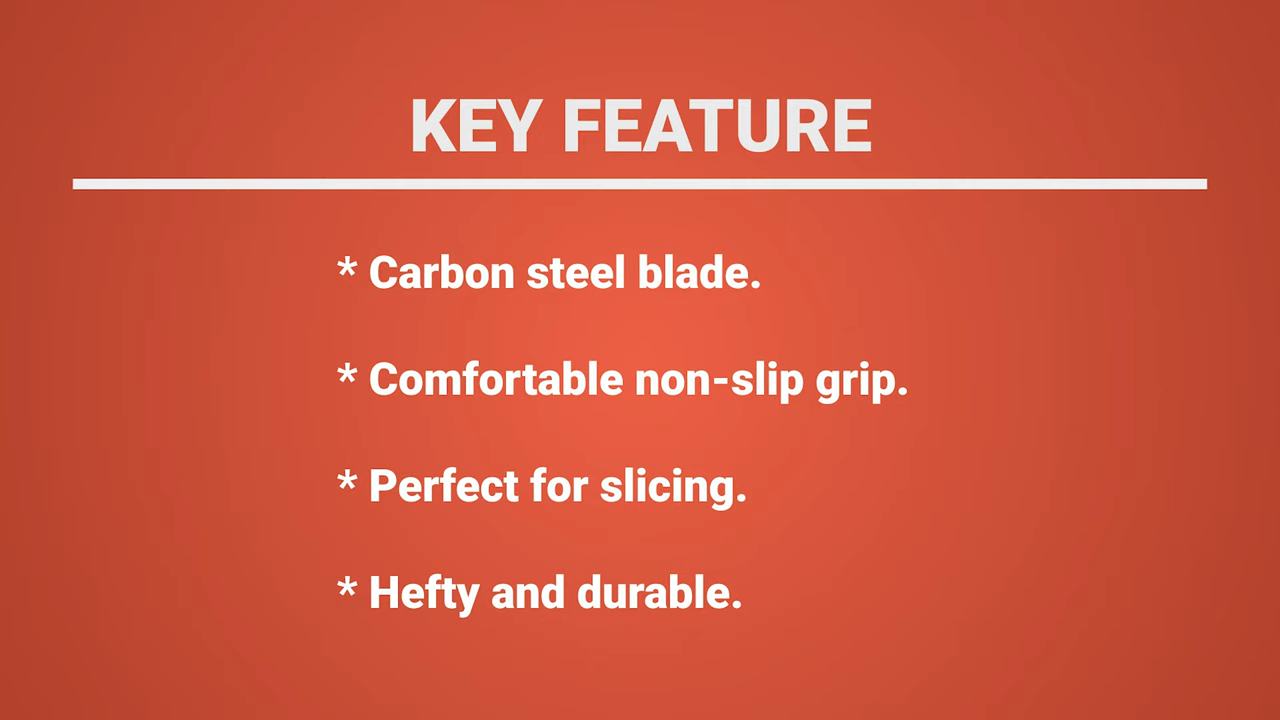 KEY FEATURE
* Carbon steel blade.
* Comfortable non-slip grip.
* Perfect for slicing.
* Hefty and durable.